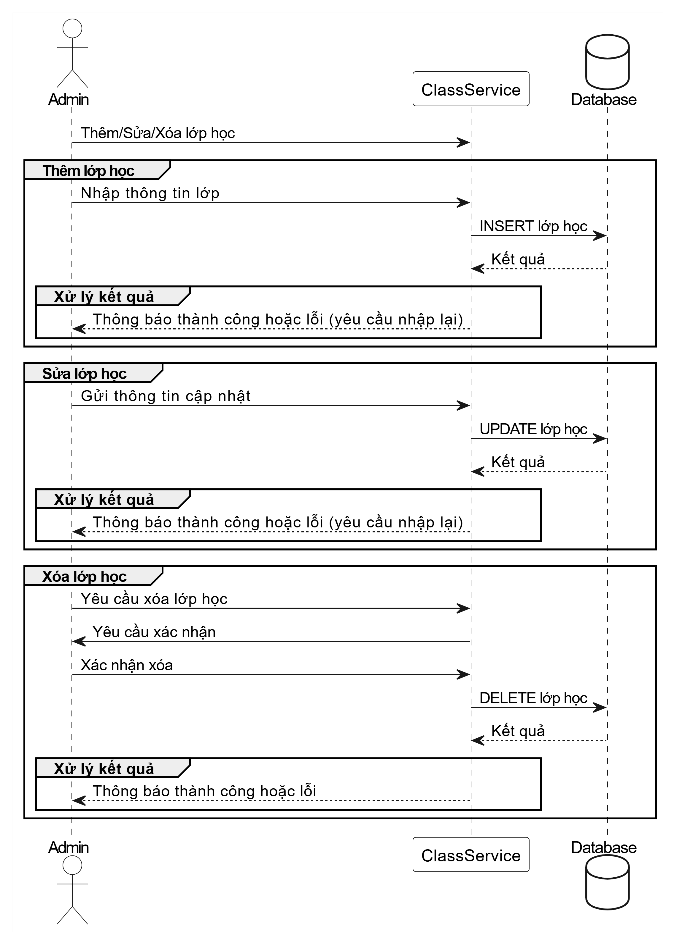 Admin
ClassService
Database
Thêm/Sửa/Xóa lớp học
Thêm lớp học
Nhập thông tin lớp
INSERT lớp học
Kết quả
Xử lý kết quả
Thông báo thành công hoặc lỗi (yêu cầu nhập lại)
Sửa lớp học
Gửi thông tin cập nhật
UPDATE lớp học
Kết quả
Xử lý kết quả
Thông báo thành công hoặc lỗi (yêu cầu nhập lại)
Xóa lớp học
Yêu cầu xóa lớp học
Yêu cầu xác nhận
Xác nhận xóa
DELETE lớp học
Kết quả
Xử lý kết quả
Thông báo thành công hoặc lỗi
Admin
ClassService
Database